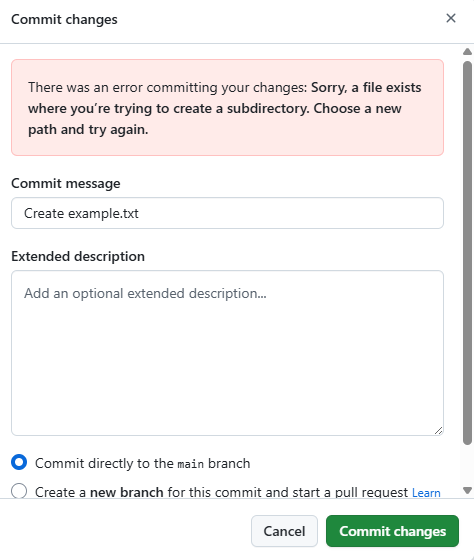 Commit changes
There was an error committing your changes: Sorry, a file exists
where you’re trying to create a subdirectory. Choose a new
path and try again.
Commit message
Create example.txt
Extended description
Add an optional extended description...
Commit directly to the main branch
Create a new branch for this commit and start a pull request Learn
Cancel
Commit changes